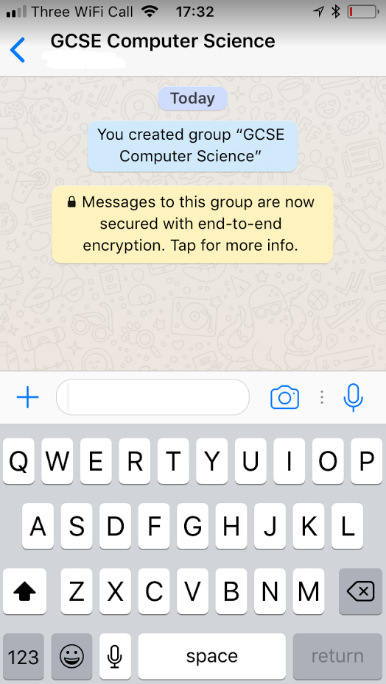 Three WiFi Call 17:32
GCSE Computer Science
Today
You created group “GCSE
Computer Science”
Messages to this group are now
secured with end-to-end
encryption. Tap for more info.
Q W E R T Y U I O P
A S D F G H J K L
Z X C V B N M
123 space return